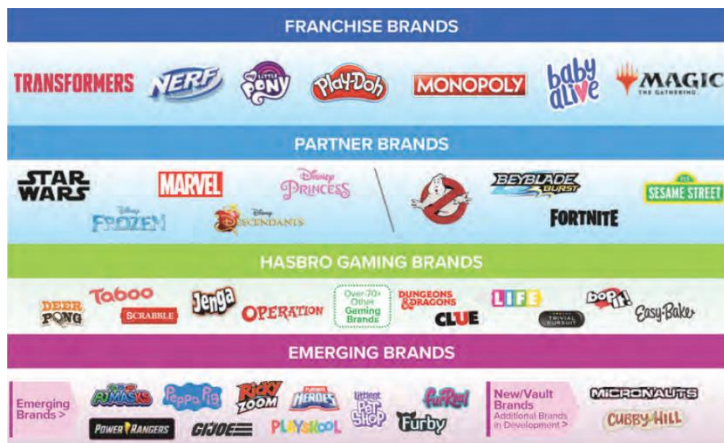 FRANCHISE BRANDS
TRANSFORMERS
NERF
MY LITTLE PONY
Play-Doh
MONOPOLY
baby alive
MAGIC
THE GATHERING
PARTNER BRANDS
STAR WARS
MARVEL
Disney PRINCESS
BEYBLADE BURST
123 SESAME STREET
Disney FROZEN
Disney DESCENDANTS
FORTNITE
HASBRO GAMING BRANDS
DEER PONG
Taboo
SCRABBLE
Jenga
OPERATION
Over 70+
Other
Gaming
Brands
DUNGEONS & DRAGONS
CLUE
LIFE
TRIVIAL PURSUIT
bop it!
Easy-Bake
EMERGING BRANDS
Emerging
Brands >
PJ MASKS
Peppa Pig
RICKY ZOOM
HEROES
littlest Pet Shop
furReal
POWER RANGERS
G.I. JOE
PLAYSKOOL
Furby
New/Vault
Brands
Additional Brands
in Development >
MICRONAUTS
CUBBY HILL